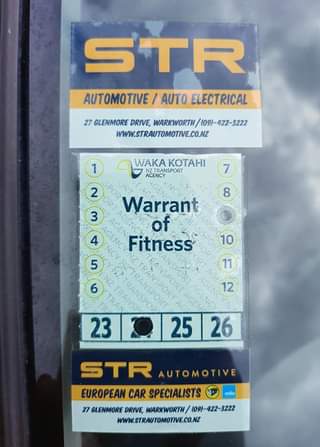 STR
AUTOMOTIVE / AUTO ELECTRICAL
27 GLENMORE DRIVE, WARKWORTH / (09)-422-3222
WWW.STRAUTOMOTIVE.CO.NZ
WAKA KOTAHI
NZ TRANSPORT
AGENCY
1 7
2 8
3
4 10
5 11
6 12
Warrant
of
Fitness
23 25 26
STR AUTOMOTIVE
EUROPEAN CAR SPECIALISTS
27 GLENMORE DRIVE, WARKWORTH / (09)-422-3222
WWW.STRAUTOMOTIVE.CO.NZ